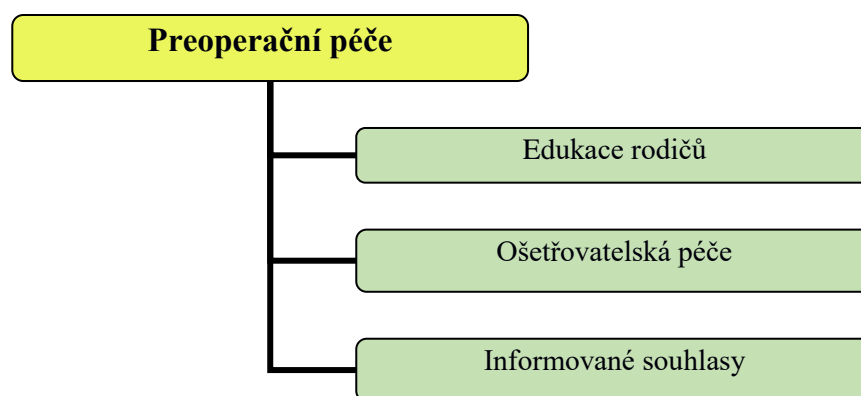 Preoperační péče
Edukace rodičů
Ošetřovatelská péče
Informované souhlasy